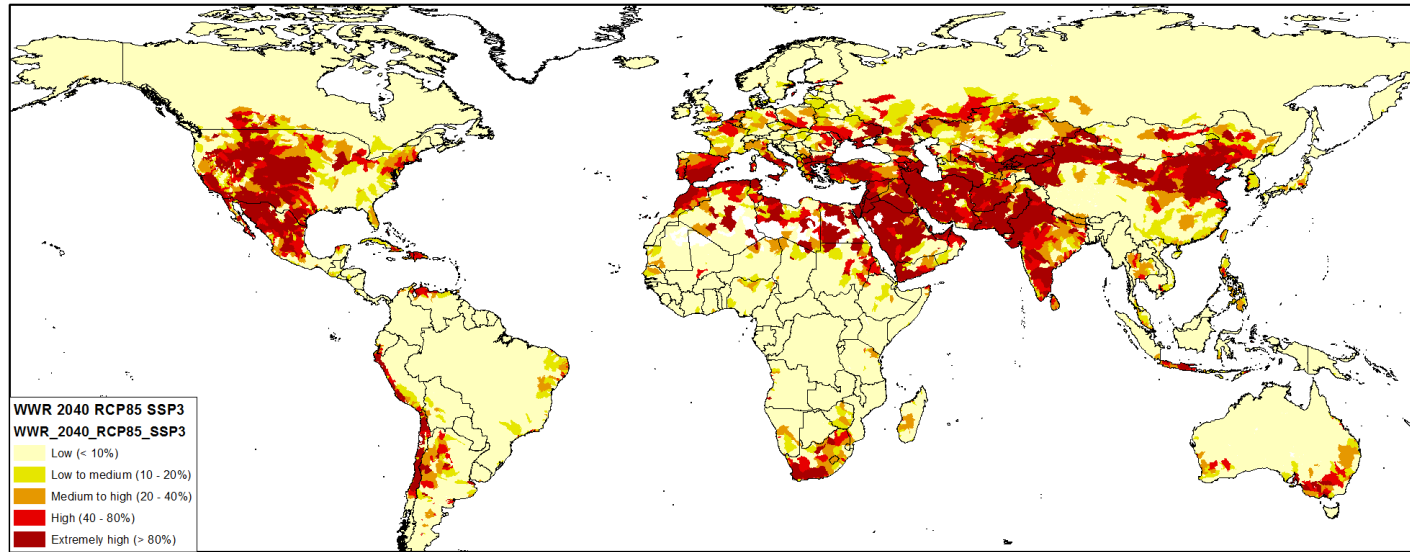 WWR 2040 RCP85 SSP3
WWR_2040_RCP85_SSP3
Low (< 10%)
Low to medium (10 - 20%)
Medium to high (20 - 40%)
High (40 - 80%)
Extremely high (> 80%)